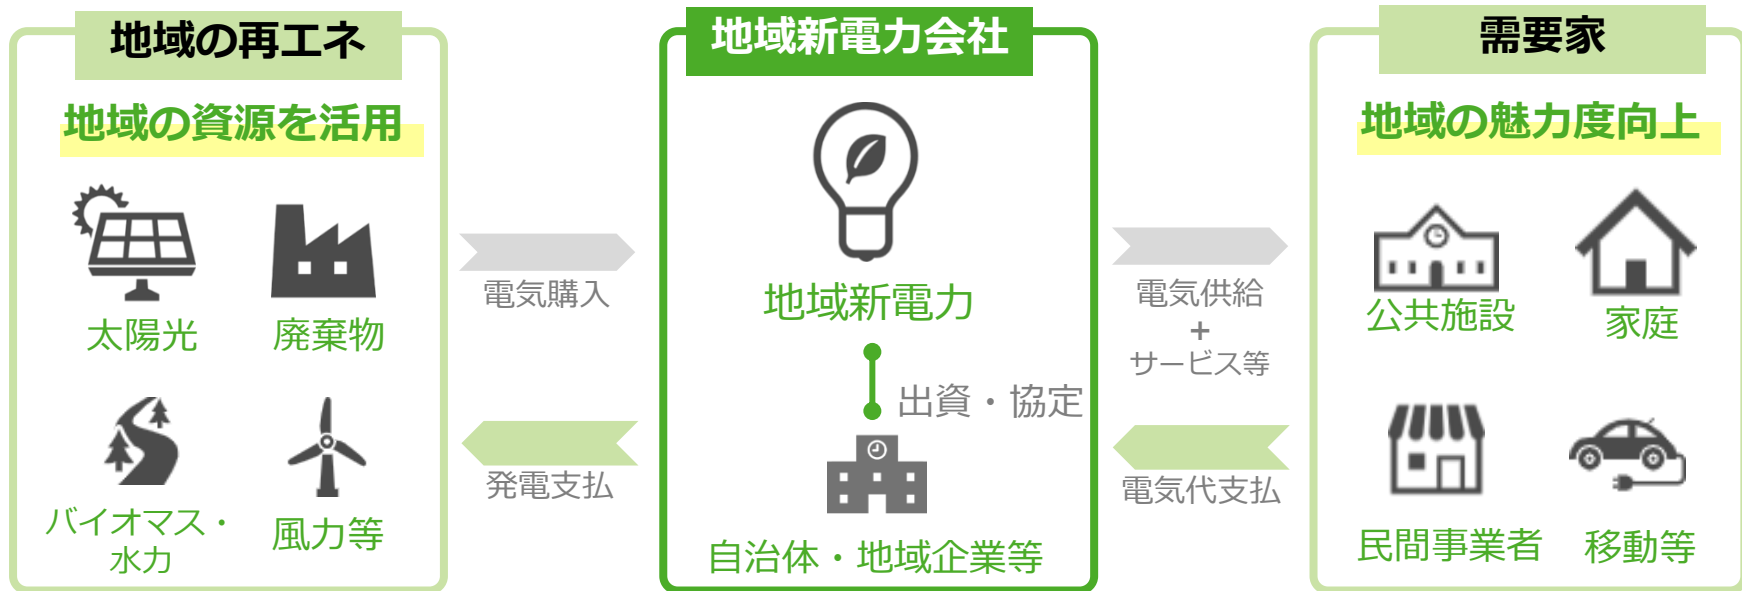 地域の再エネ
地域の資源を活用
太陽光
廃棄物
バイオマス・
水力
風力等
電気購入
発電支払
地域新電力会社
地域新電力
出資・協定
自治体・地域企業等
電気供給
+
サービス等
電気代支払
需要家
地域の魅力度向上
公共施設
家庭
民間事業者
移動等